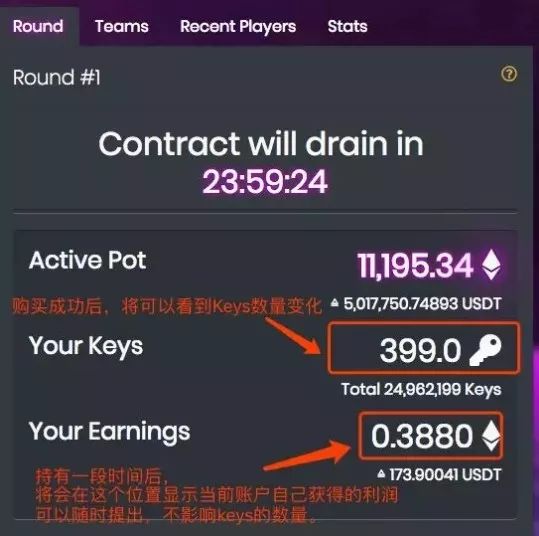 Round Teams Recent Players Stats
Round #1
Contract will drain in
23:59:24
Active Pot 11,195.34
购买成功后，将可以看到Keys数量变化 ≙ 5,017,750.74893 USDT
Your Keys 399.0
Total 24,962,199 Keys
Your Earnings 0.3880
≙ 173.90041 USDT
持有一段时间后，
将会在这个位置显示当前账户自己获得的利润
可以随时提出，不影响keys的数量。